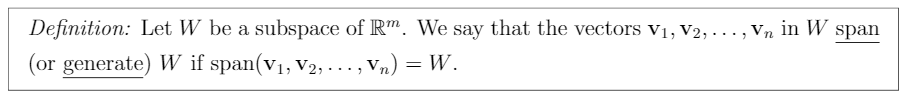 Definition: Let W be a subspace of ℝᵐ. We say that the vectors v₁, v₂, . . . , vₙ in W span
(or generate) W if span(v₁, v₂, . . . , vₙ) = W.